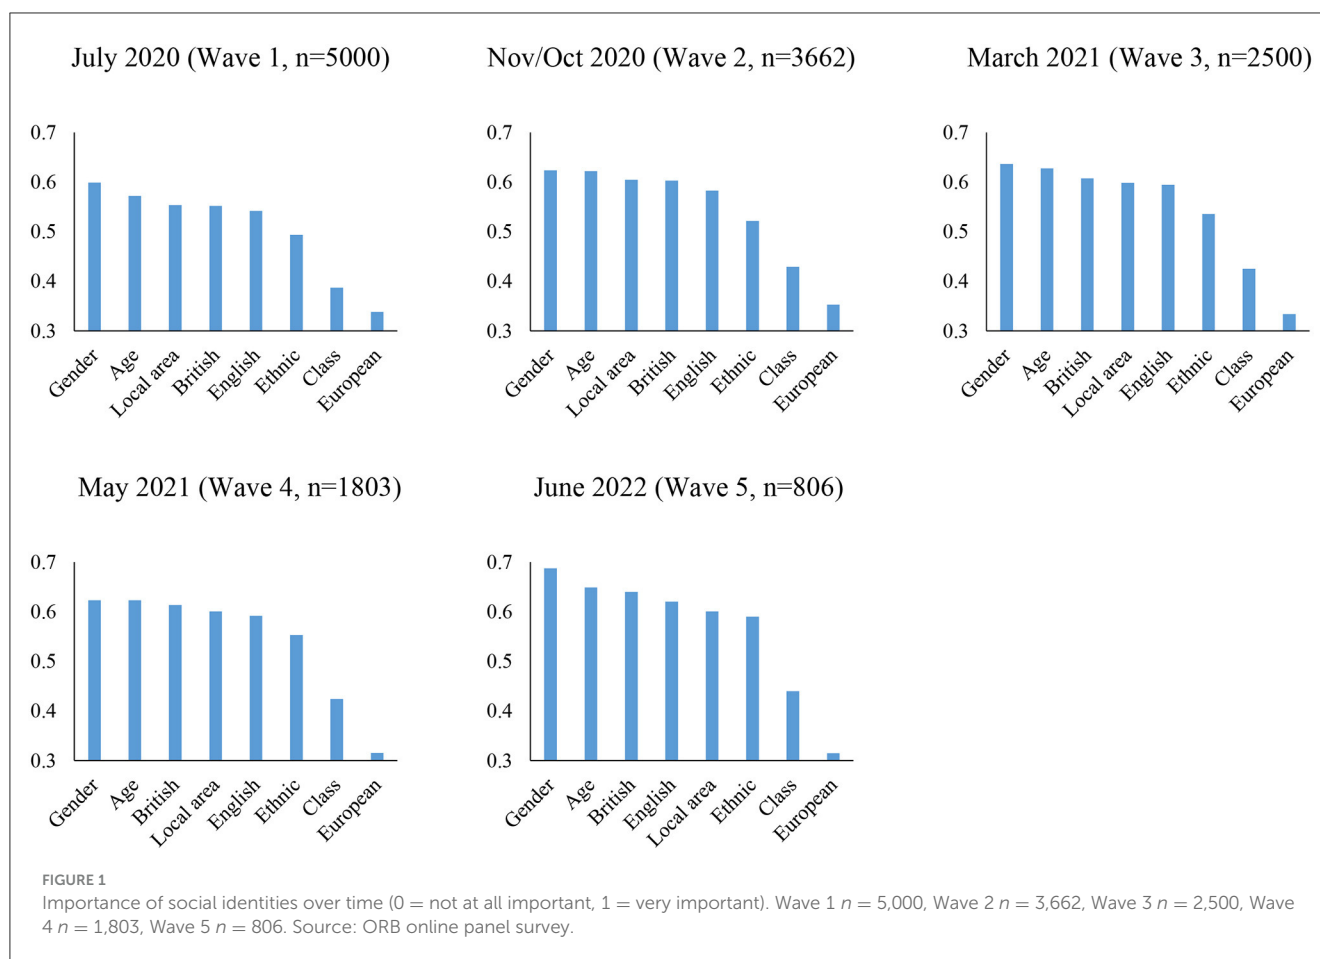 July 2020 (Wave 1, n=5000)
0.7
0.6
0.5
0.4
0.3
Gender
Age
Local area
British
English
Ethnic
Class
European
Nov/Oct 2020 (Wave 2, n=3662)
0.7
0.6
0.5
0.4
0.3
Gender
Age
Local area
British
English
Ethnic
Class
European
March 2021 (Wave 3, n=2500)
0.7
0.6
0.5
0.4
0.3
Gender
Age
British
Local area
English
Ethnic
Class
European
May 2021 (Wave 4, n=1803)
0.7
0.6
0.5
0.4
0.3
Gender
Age
British
Local area
English
Ethnic
Class
European
June 2022 (Wave 5, n=806)
0.7
0.6
0.5
0.4
0.3
Gender
Age
British
English
Local area
Ethnic
Class
European
FIGURE 1
Importance of social identities over time (0 = not at all important, 1 = very important). Wave 1 n = 5,000, Wave 2 n = 3,662, Wave 3 n = 2,500, Wave
4 n = 1,803, Wave 5 n = 806. Source: ORB online panel survey.